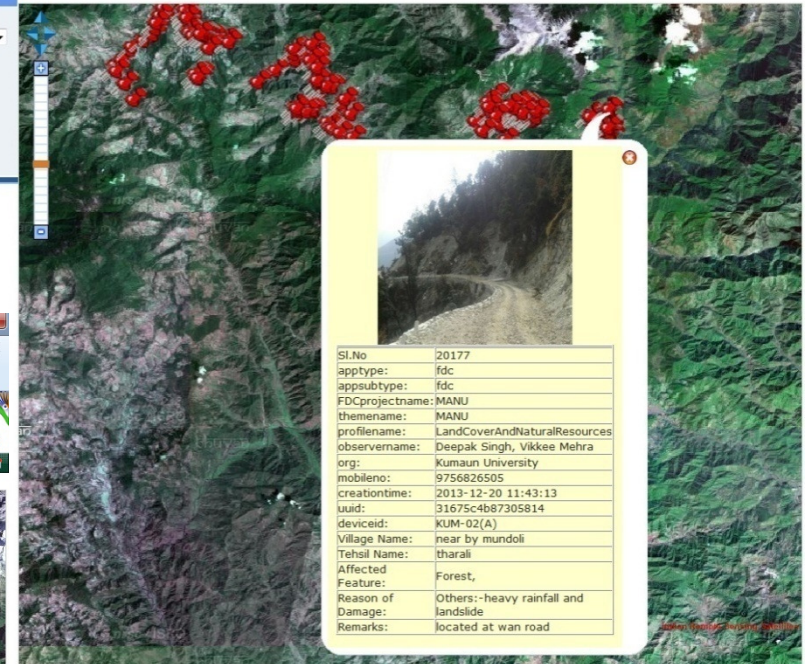 Sl.No 20177
apptype: fdc
appsubtype: fdc
FDCprojectname: MANU
themename: MANU
profilename: LandCoverAndNaturalResources
observername: Deepak Singh, Vikkee Mehra
org: Kumaun University
mobileno: 9756826505
creationtime: 2013-12-20 11:43:13
uuid: 31675c4b87305814
deviceid: KUM-02(A)
Village Name: near by mundoli
Tehsil Name: tharali
Affected
Feature: Forest,
Reason of Others:-heavy rainfall and
Damage: landslide
Remarks: located at wan road